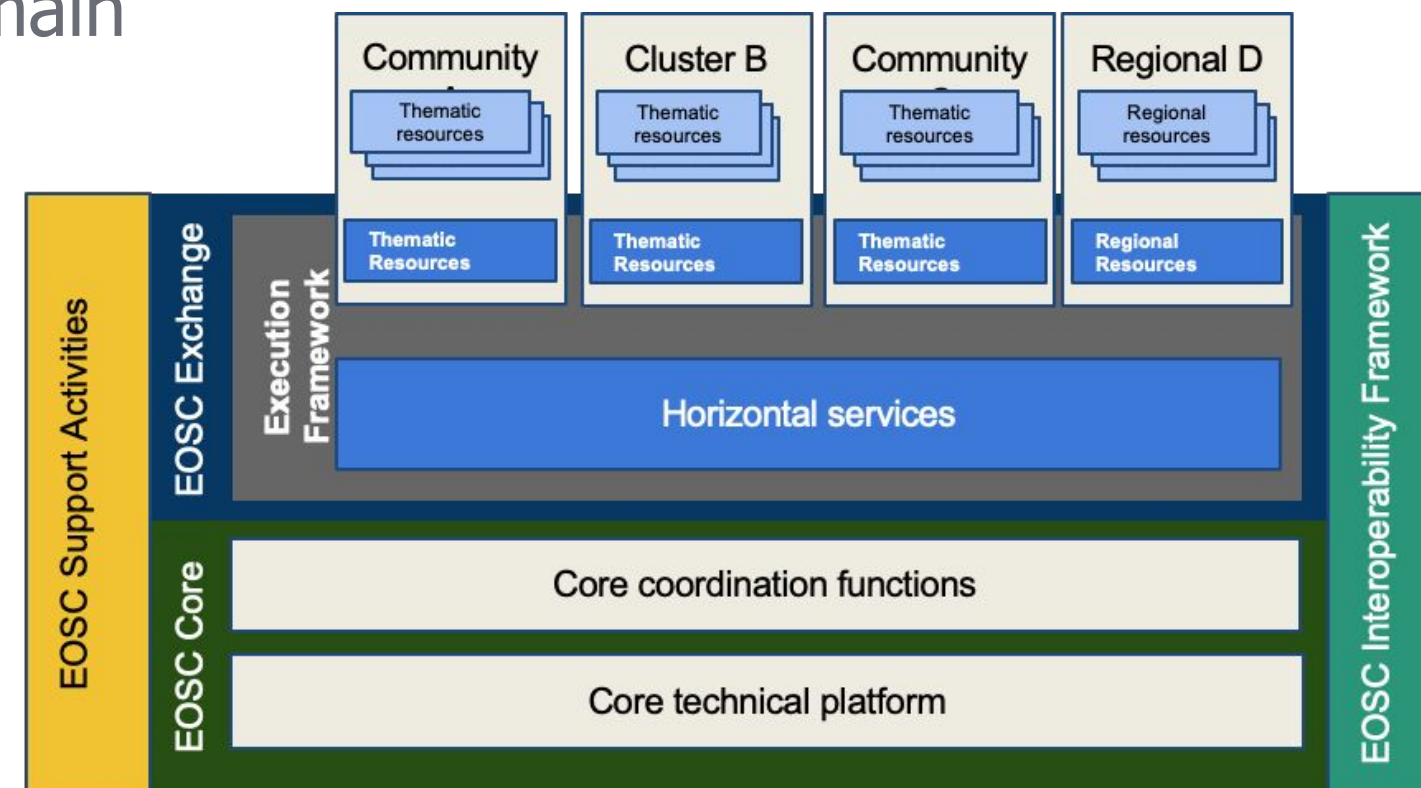 Community
Thematic
resources
Thematic
Resources
Cluster B
Thematic
resources
Thematic
Resources
Community
Thematic
resources
Thematic
Resources
Regional D
Regional
resources
Regional
Resources
EOSC Support Activities
EOSC Exchange
Execution
Framework
Horizontal services
EOSC Core
Core coordination functions
Core technical platform
EOSC Interoperability Framework